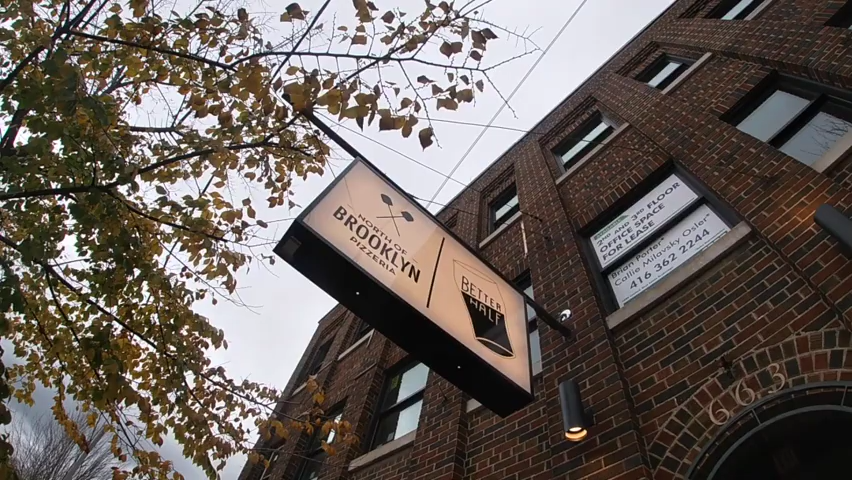 NORTH OF
BROOKLYN
PIZZERIA
BETTER
HALF
2ND AND 3RD FLOOR
OFFICE SPACE
FOR LEASE
Brian Porter*
Callie Milavsky Osler*
416 362 2244
663